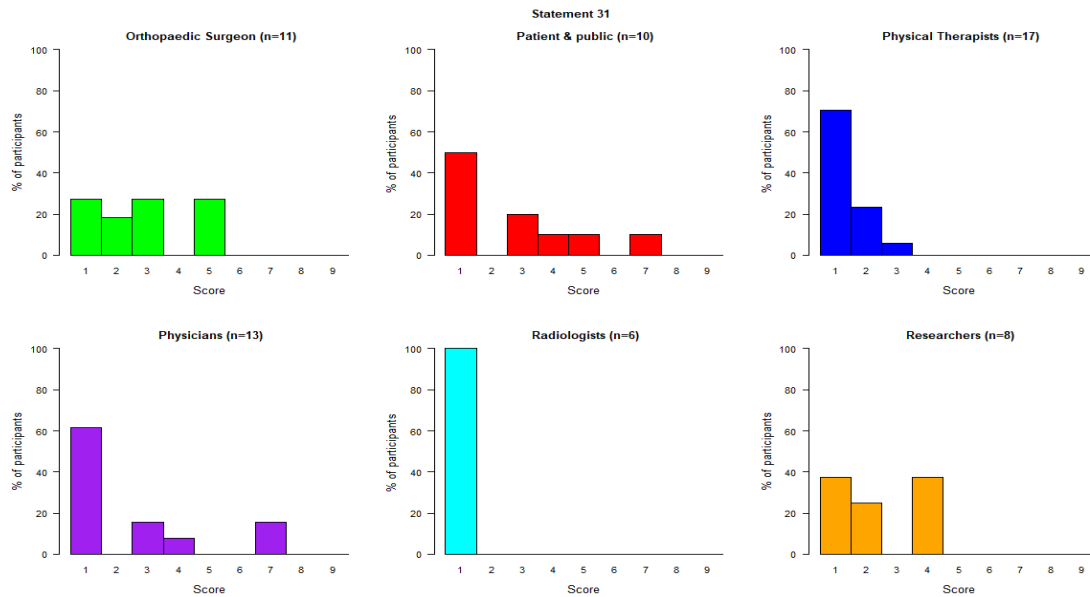 Statement 31
Orthopaedic Surgeon (n=11)
% of participants
100
80
60
40
20
0
1 2 3 4 5 6 7 8 9
Score
Patient & public (n=10)
% of participants
100
80
60
40
20
0
1 2 3 4 5 6 7 8 9
Score
Physical Therapists (n=17)
% of participants
100
80
60
40
20
0
1 2 3 4 5 6 7 8 9
Score
Physicians (n=13)
% of participants
100
80
60
40
20
0
1 2 3 4 5 6 7 8 9
Score
Radiologists (n=6)
% of participants
100
80
60
40
20
0
1 2 3 4 5 6 7 8 9
Score
Researchers (n=8)
% of participants
100
80
60
40
20
0
1 2 3 4 5 6 7 8 9
Score